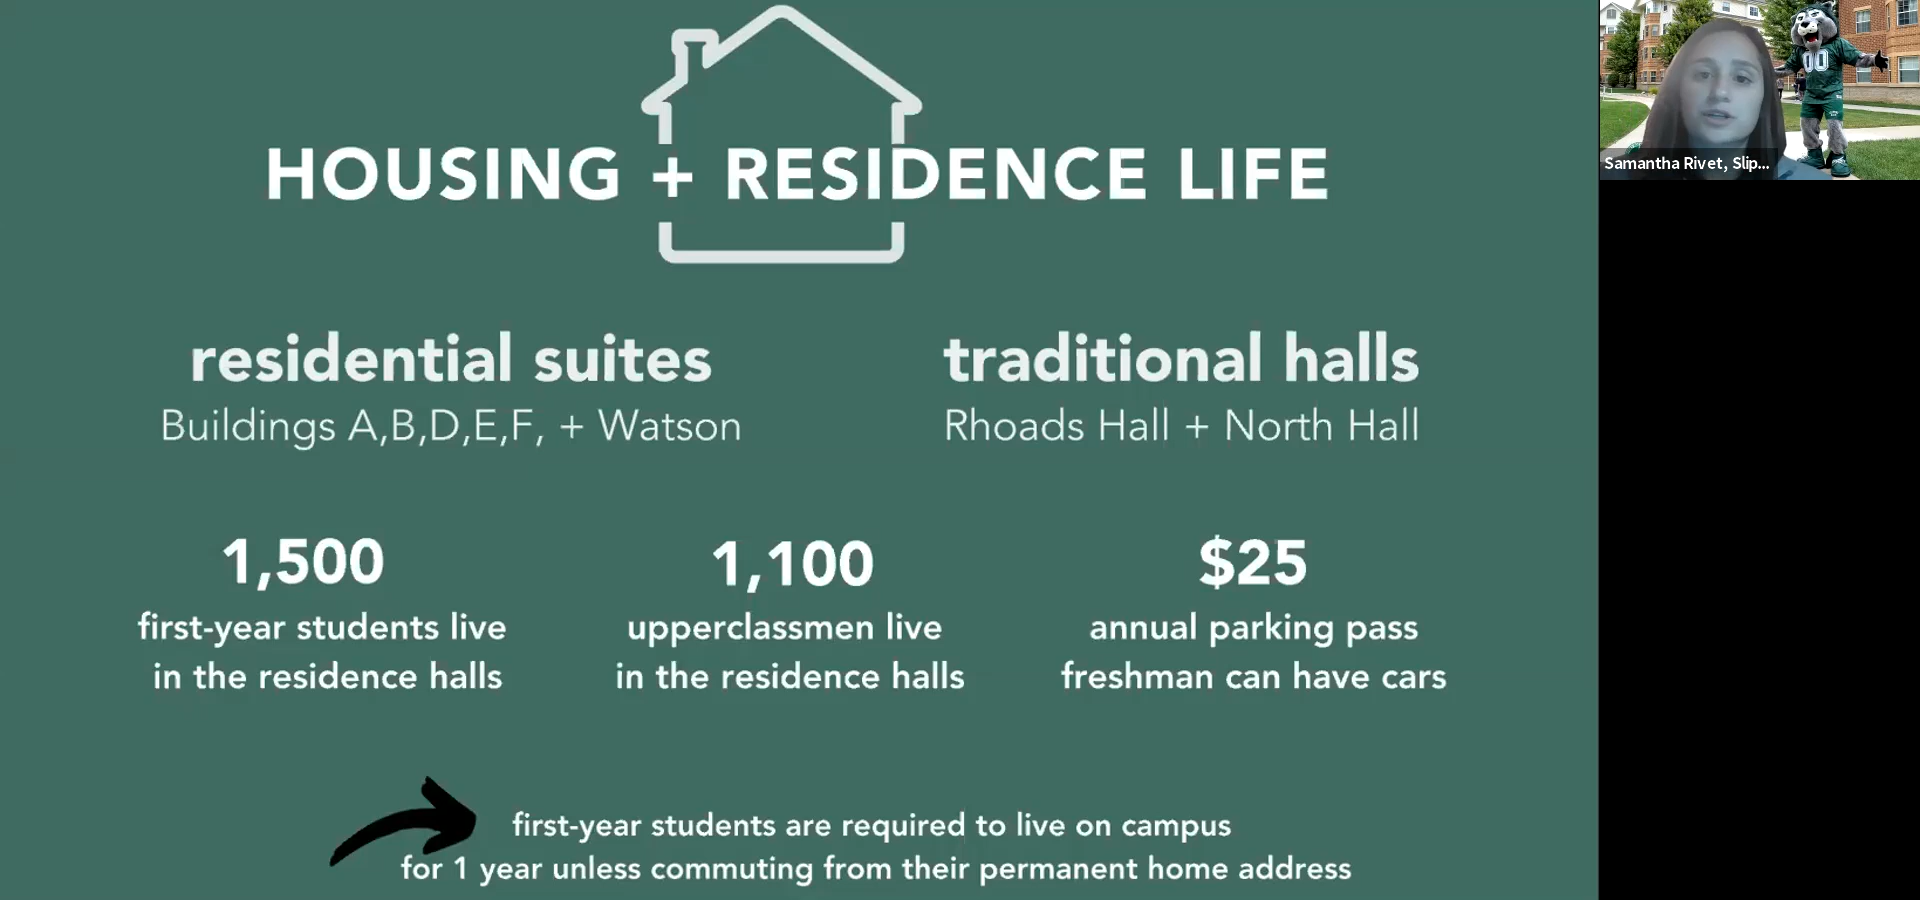 HOUSING + RESIDENCE LIFE
residential suites
Buildings A,B,D,E,F, + Watson
traditional halls
Rhoads Hall + North Hall
1,500
first-year students live
in the residence halls
1,100
upperclassmen live
in the residence halls
$25
annual parking pass
freshman can have cars
first-year students are required to live on campus
for 1 year unless commuting from their permanent home address
Samantha Rivet, Slip...
00